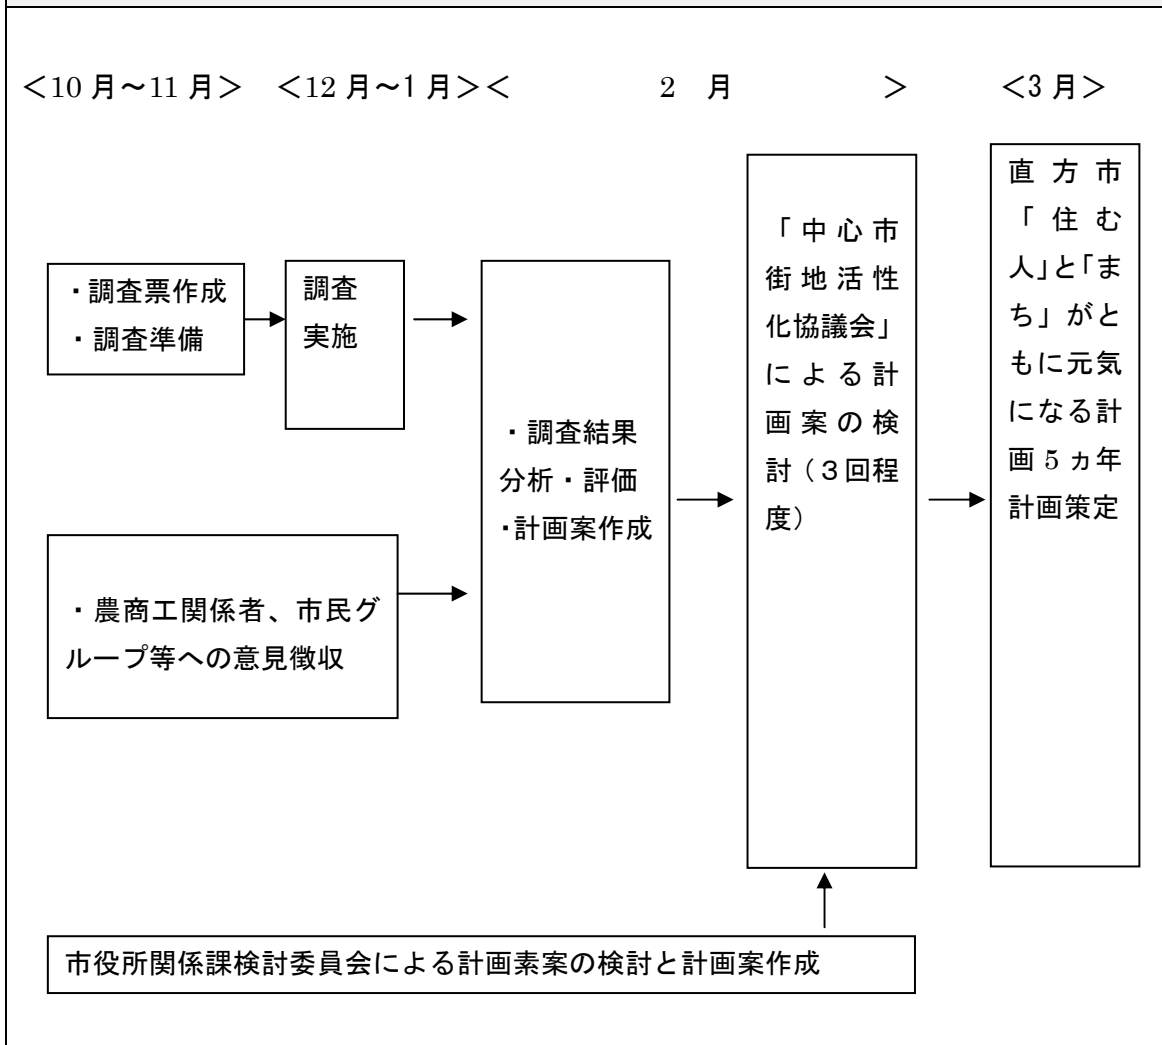 ＜10月～11月＞ ＜12月～1月＞＜ 2 月 ＞ ＜3月＞
・調査票作成
・調査準備
調査
実施
・農商工関係者、市民グ
ループ等への意見徴収
・調査結果
分析・評価
・計画案作成
「中心市
街地活性
化協議会」
による計
画案の検
討（３回程
度）
直方市
「住む
人」と「ま
ち」がと
もに元気
になる計
画5ヵ年
計画策定
市役所関係課検討委員会による計画素案の検討と計画案作成